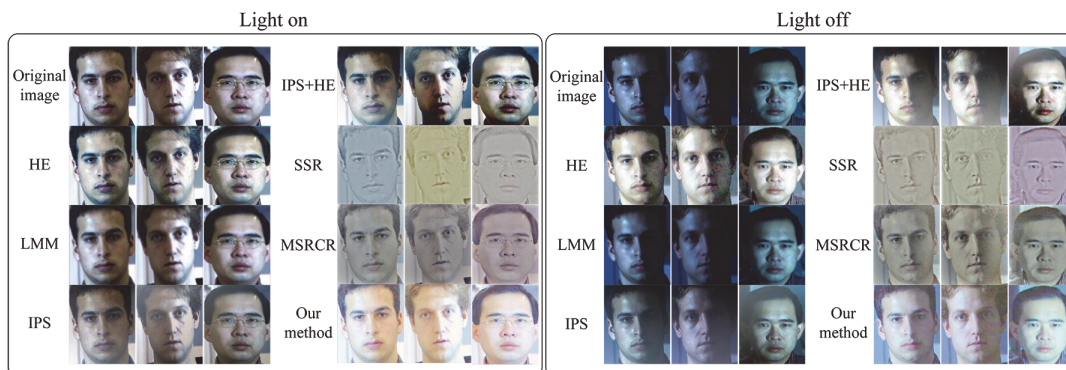 Light on
Original
image
HE
LMM
IPS
IPS+HE
SSR
MSRCR
Our
method
Light off
Original
image
HE
LMM
IPS
IPS+HE
SSR
MSRCR
Our
method